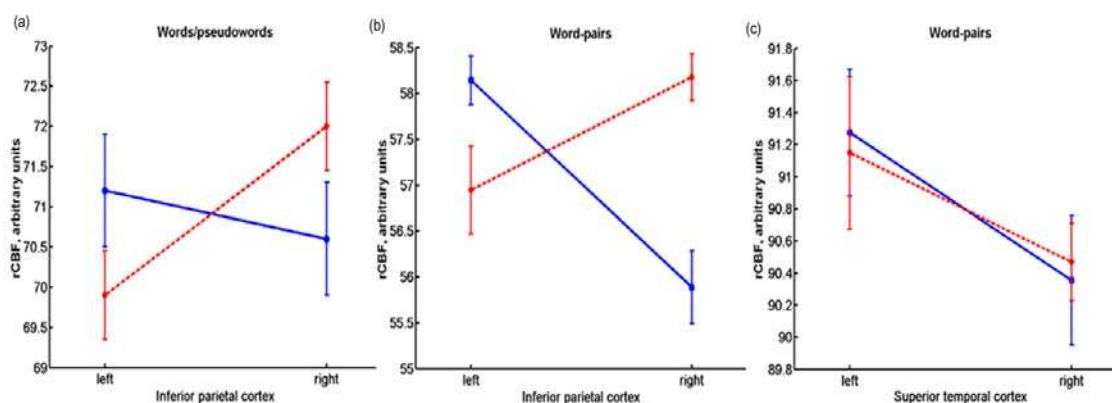 (a)
Words/pseudowords
rCBF, arbitrary units
73
72.5
72
71.5
71
70.5
70
69.5
69
left
right
Inferior parietal cortex
(b)
Word-pairs
rCBF, arbitrary units
58.5
58
57.5
57
56.5
56
55.5
55
left
right
Inferior parietal cortex
(c)
Word-pairs
rCBF, arbitrary units
91.8
91.6
91.4
91.2
91
90.8
90.6
90.4
90.2
90
89.8
left
right
Superior temporal cortex